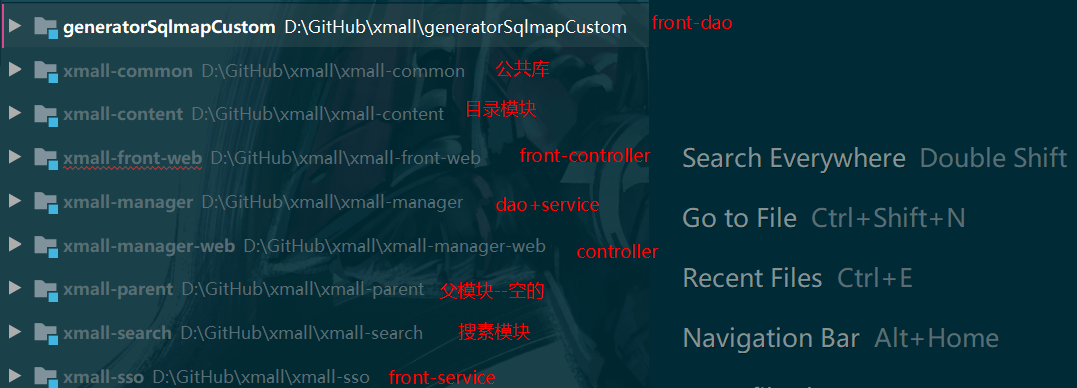 generatorSqlmapCustom D:\GitHub\xmall\generatorSqlmapCustom front-dao
xmall-common D:\GitHub\xmall\xmall-common 公共库
xmall-content D:\GitHub\xmall\xmall-content 目录模块
xmall-front-web D:\GitHub\xmall\xmall-front-web front-controller
xmall-manager D:\GitHub\xmall\xmall-manager dao+service
xmall-manager-web D:\GitHub\xmall\xmall-manager-web controller
xmall-parent D:\GitHub\xmall\xmall-parent 父模块--空的
xmall-search D:\GitHub\xmall\xmall-search 搜素模块
xmall-sso D:\GitHub\xmall\xmall-sso front-service
Search Everywhere Double Shift
Go to File Ctrl+Shift+N
Recent Files Ctrl+E
Navigation Bar Alt+Home